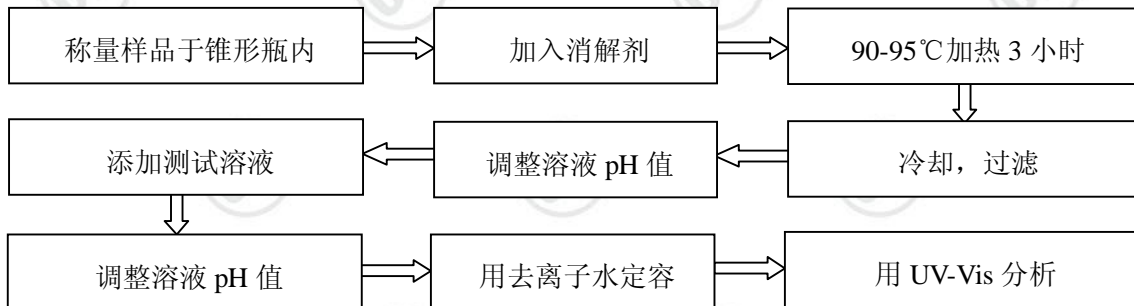 称量样品于锥形瓶内
加入消解剂
90-95℃加热 3 小时
冷却，过滤
调整溶液 pH 值
添加测试溶液
调整溶液 pH 值
用去离子水定容
用 UV-Vis 分析